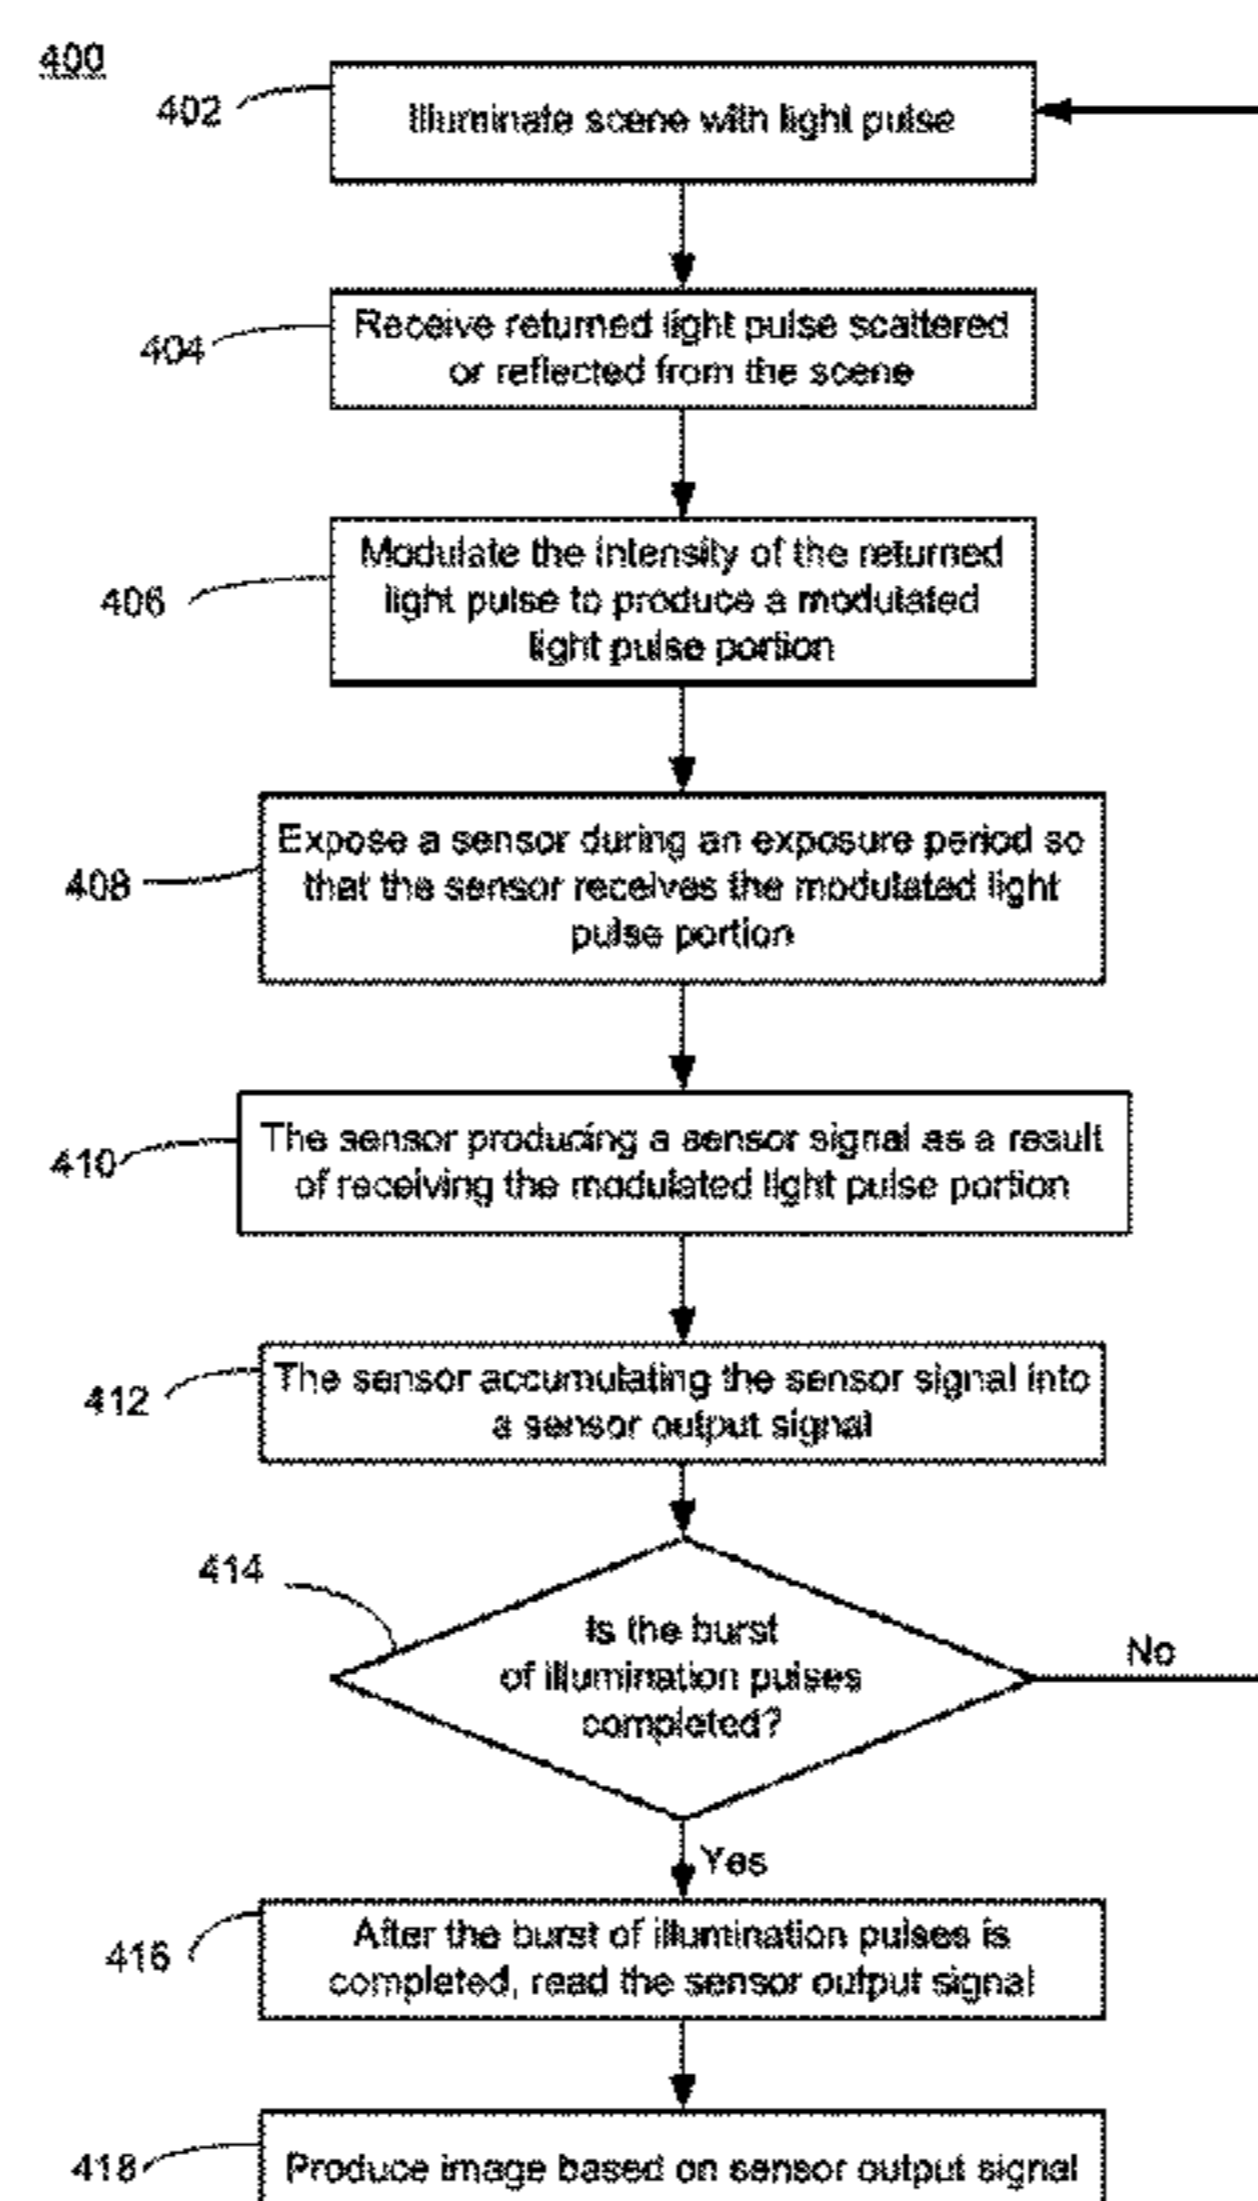 400
402
Illuminate scene with light pulse
404
Receive returned light pulse scattered
or reflected from the scene
406
Modulate the intensity of the returned
light pulse to produce a modulated
light pulse portion
408
Expose a sensor during an exposure period so
that the sensor receives the modulated light
pulse portion
410
The sensor producing a sensor signal as a result
of receiving the modulated light pulse portion
412
The sensor accumulating the sensor signal into
a sensor output signal
414
Is the burst
of illumination pulses
completed?
No
Yes
416
After the burst of illumination pulses is
completed, read the sensor output signal
418
Produce image based on sensor output signal